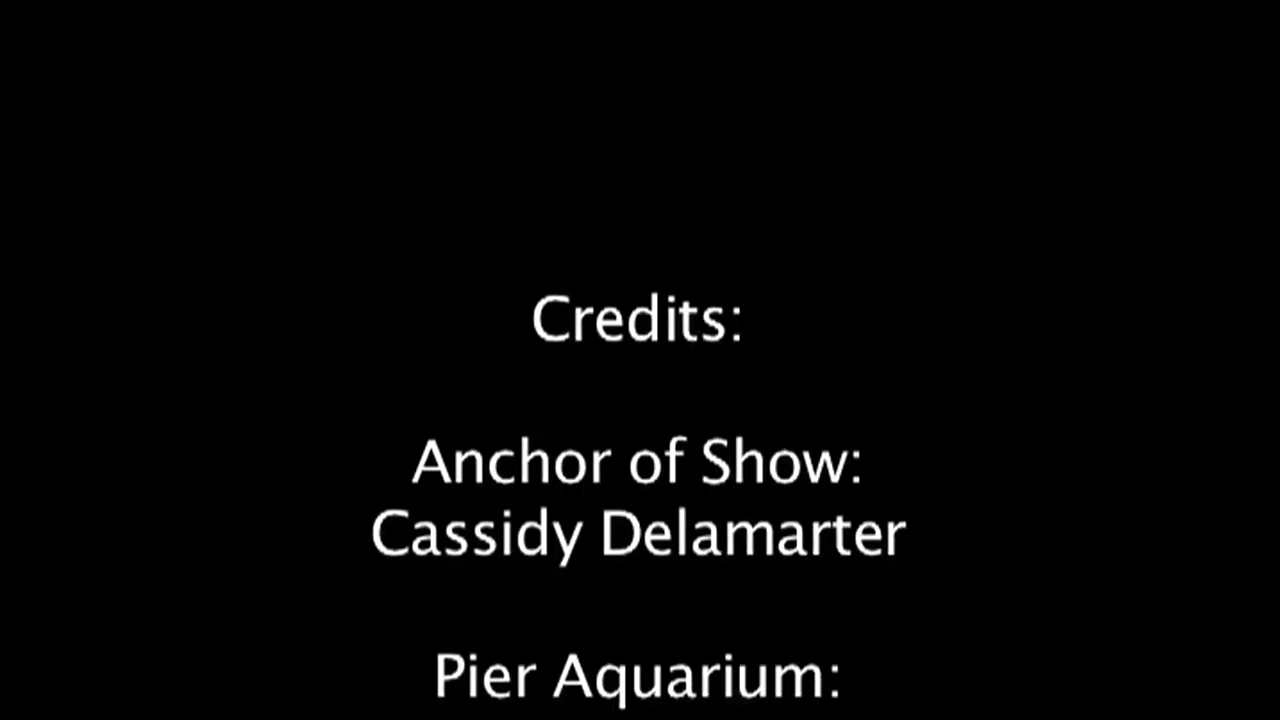 Credits:
Anchor of Show:
Cassidy Delamarter
Pier Aquarium: